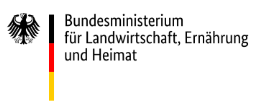 Bundesministerium
für Landwirtschaft, Ernährung
und Heimat